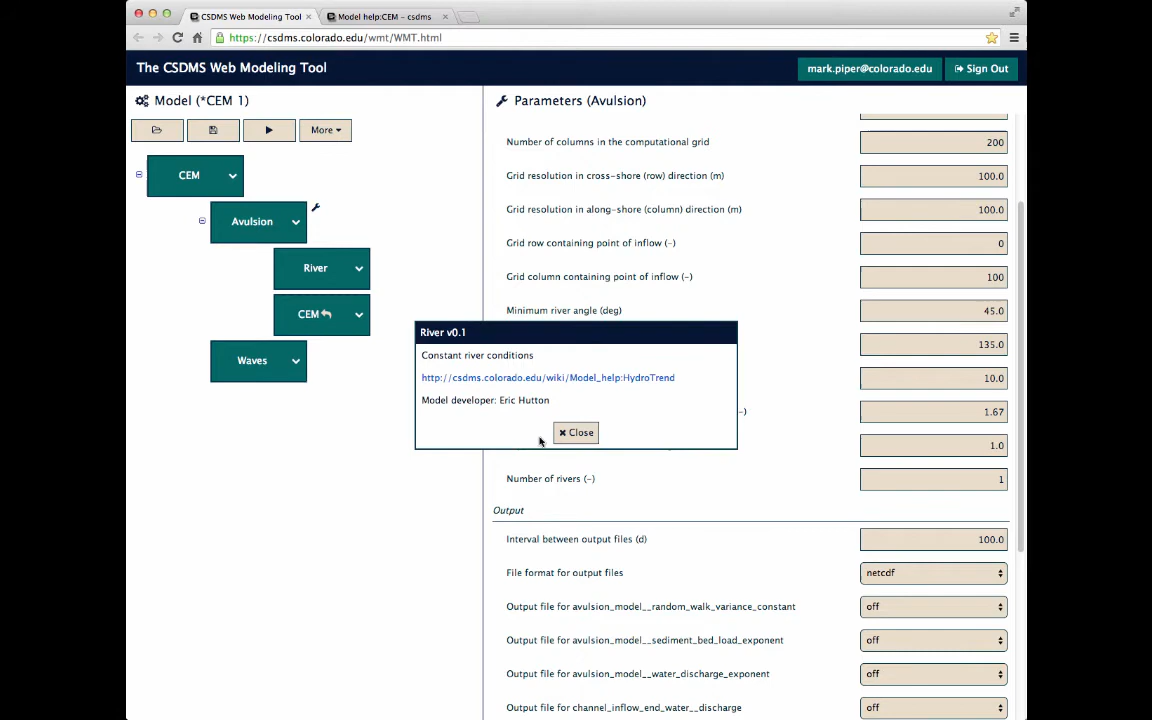 CSDMS Web Modeling Tool
Model help:CEM – csdms
https://csdms.colorado.edu/wmt/WMT.html
The CSDMS Web Modeling Tool
mark.piper@colorado.edu
Sign Out
Model (*CEM 1)
More
CEM
Avulsion
River
CEM
Waves
Parameters (Avulsion)
Number of columns in the computational grid 200
Grid resolution in cross-shore (row) direction (m) 100.0
Grid resolution in along-shore (column) direction (m) 100.0
Grid row containing point of inflow (-) 0
Grid column containing point of inflow (-) 100
Minimum river angle (deg) 45.0
135.0
10.0
-) 1.67
1.0
River v0.1
Constant river conditions
http://csdms.colorado.edu/wiki/Model_help:HydroTrend
Model developer: Eric Hutton
Close
Number of rivers (-) 1
Output
Interval between output files (d) 100.0
File format for output files netcdf
Output file for avulsion_model__random_walk_variance_constant off
Output file for avulsion_model__sediment_bed_load_exponent off
Output file for avulsion_model__water_discharge_exponent off
Output file for channel_inflow_end_water__discharge off